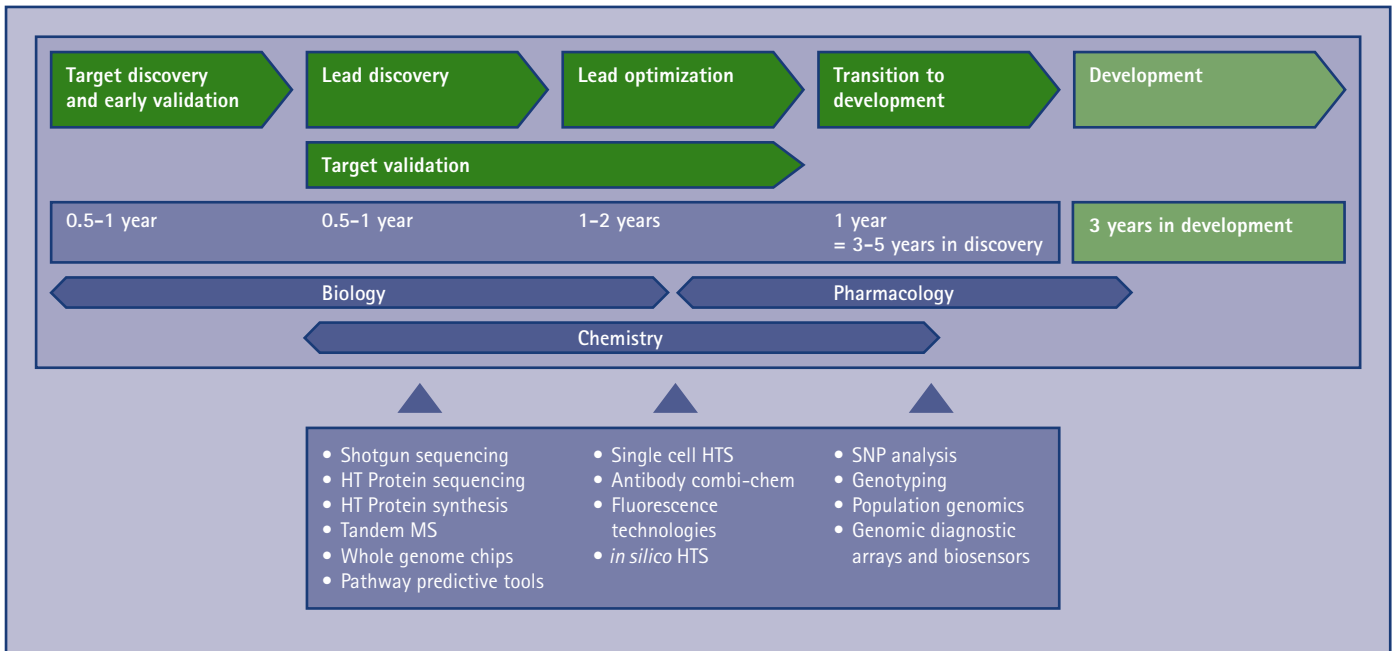 Target discovery
and early validation
Lead discovery
Lead optimization
Transition to
development
Development
Target validation
0.5–1 year
0.5–1 year
1–2 years
1 year
= 3–5 years in discovery
3 years in development
Biology
Pharmacology
Chemistry
• Shotgun sequencing
• HT Protein sequencing
• HT Protein synthesis
• Tandem MS
• Whole genome chips
• Pathway predictive tools
• Single cell HTS
• Antibody combi-chem
• Fluorescence
technologies
• in silico HTS
• SNP analysis
• Genotyping
• Population genomics
• Genomic diagnostic
arrays and biosensors